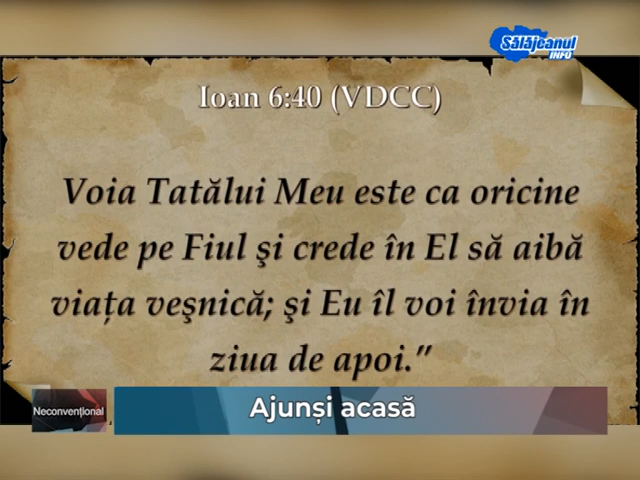 Sălăjeanul
INFO
Ioan 6:40 (VDCC)
Voia Tatălui Meu este ca oricine
vede pe Fiul şi crede în El să aibă
viața veşnică; şi Eu îl voi învia în
ziua de apoi.”
Neconvențional
Ajunși acasă